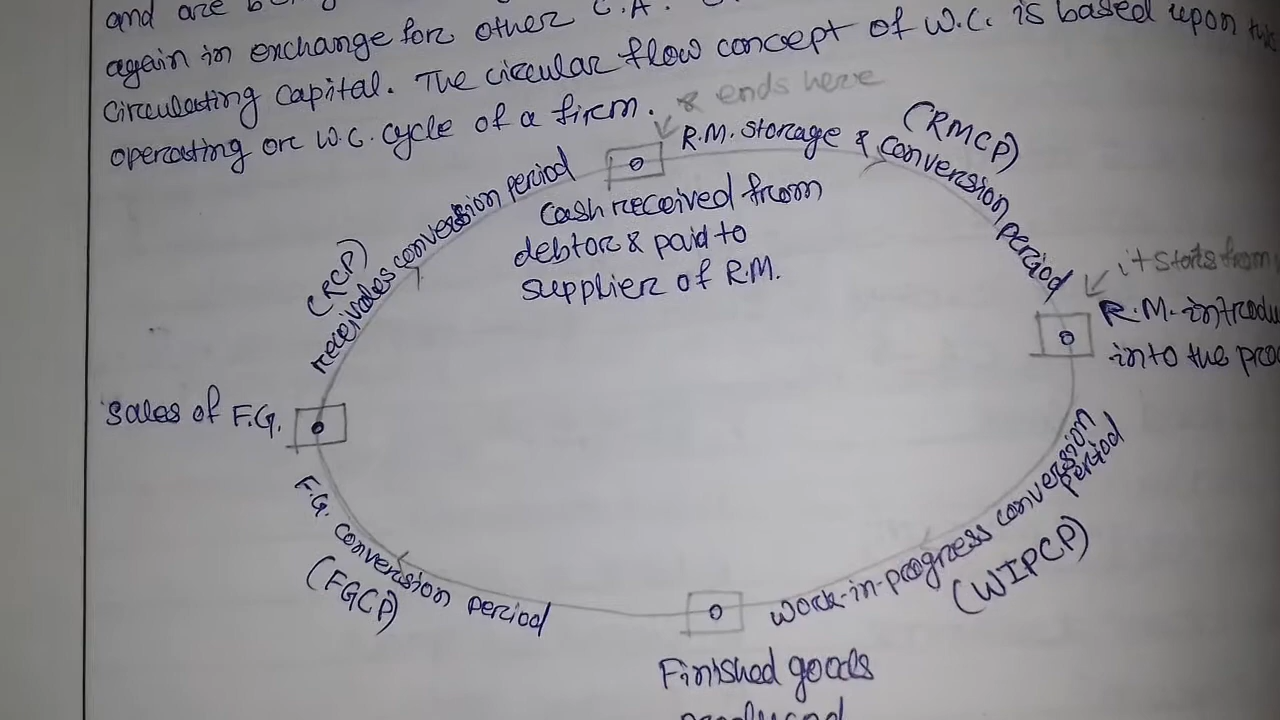 and are
again in exchange for other C.A.
circulating capital. The circular flow concept of W.C. is based upon
operating or W.C. cycle of a firm.
& ends here
R.M. storage & conversion period
(RMCP)
receivables conversion period
(RCP)
Cash received from
debtor & paid to
supplier of R.M.
it starts from
R.M. introdu
into the pro
Sales of F.G.
F.G. conversion period
(FGCP)
work-in-progress conversion
period
(WIPCP)
Finished goods
produced